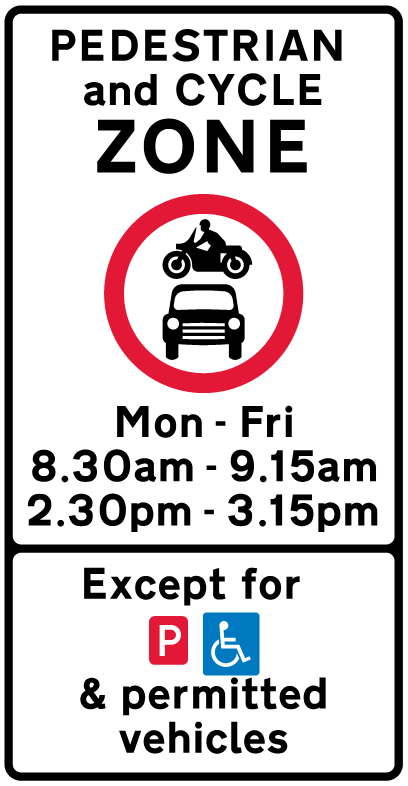 PEDESTRIAN
and CYCLE
ZONE
Mon - Fri
8.30am - 9.15am
2.30pm - 3.15pm
Except for
P
& permitted
vehicles